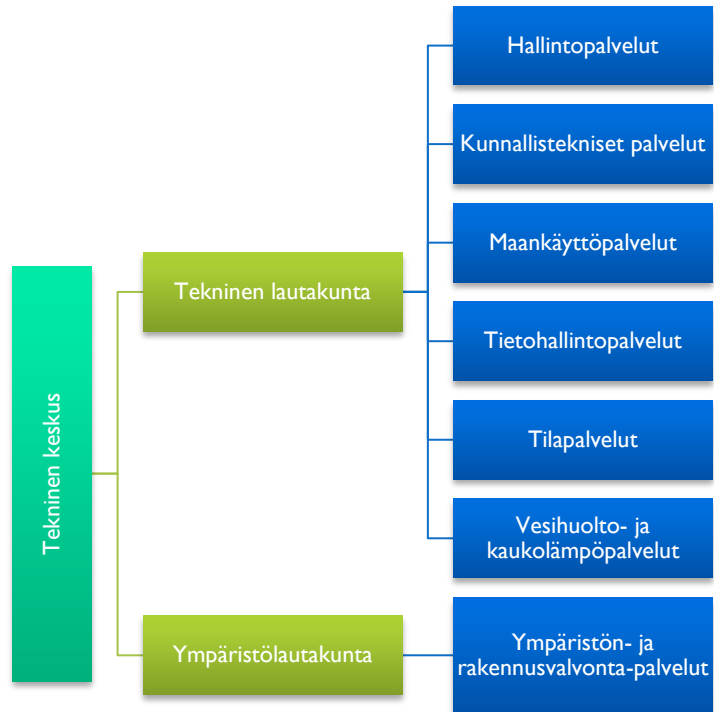 Tekninen keskus
Tekninen lautakunta
Hallintopalvelut
Kunnallistekniset palvelut
Maankäyttöpalvelut
Tietohallintopalvelut
Tilapalvelut
Vesihuolto- ja
kaukolämpöpalvelut
Ympäristölautakunta
Ympäristön- ja
rakennusvalvonta-palvelut